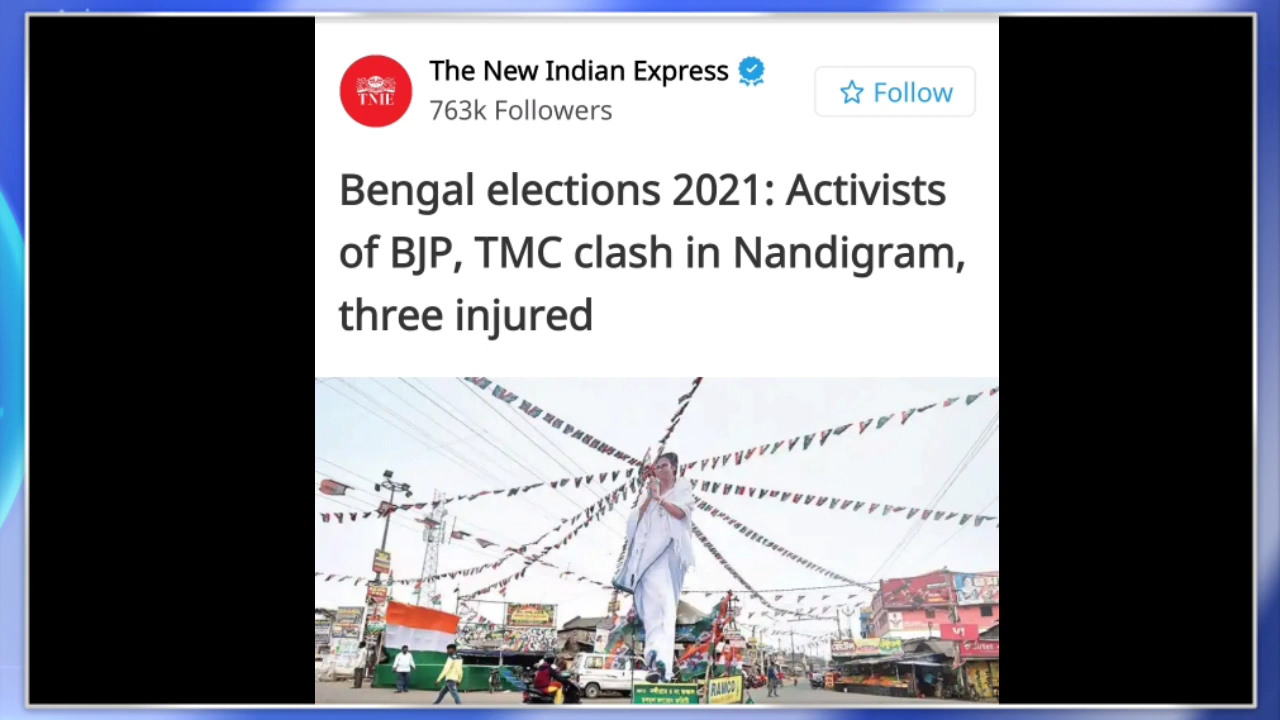 The New Indian Express
TNIE
763k Followers
Follow
Bengal elections 2021: Activists
of BJP, TMC clash in Nandigram,
three injured
RAMCO